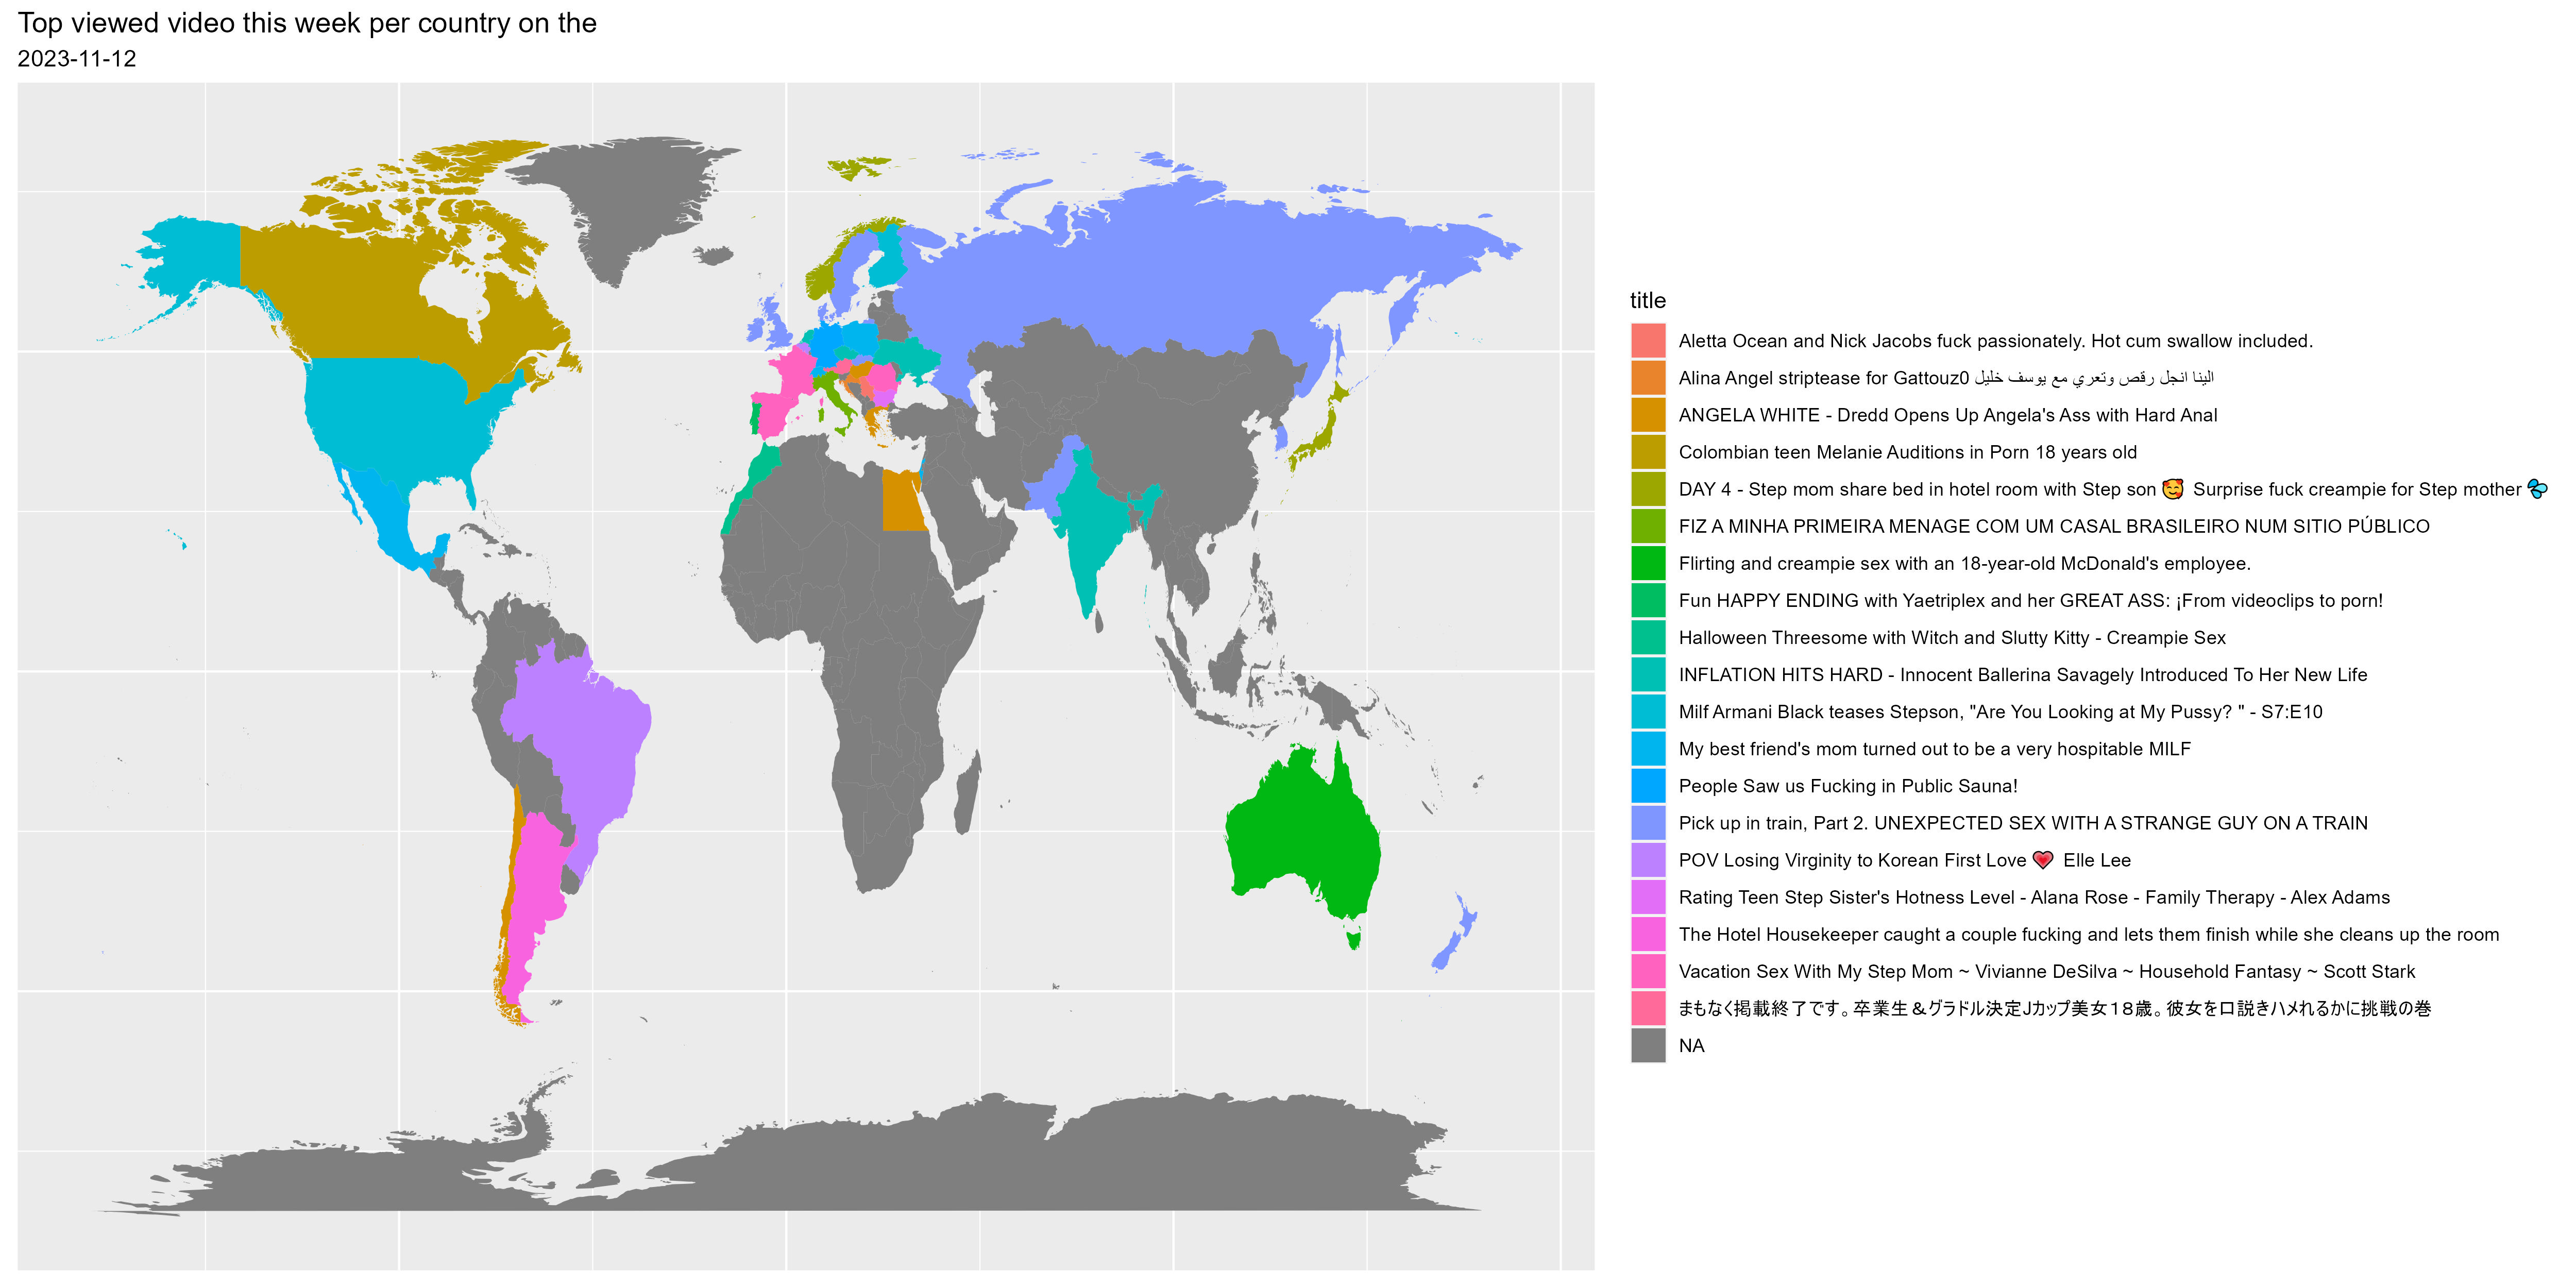 Top viewed video this week per country on the
2023-11-12
title
Aletta Ocean and Nick Jacobs fuck passionately. Hot cum swallow included.
Alina Angel striptease for Gattouz0 الينا انجل رقص وتعري مع يوسف خليل
ANGELA WHITE - Dredd Opens Up Angela's Ass with Hard Anal
Colombian teen Melanie Auditions in Porn 18 years old
DAY 4 - Step mom share bed in hotel room with Step son 🥰 Surprise fuck creampie for Step mother 💦
FIZ A MINHA PRIMEIRA MENAGE COM UM CASAL BRASILEIRO NUM SITIO PÚBLICO
Flirting and creampie sex with an 18-year-old McDonald's employee.
Fun HAPPY ENDING with Yaetriplex and her GREAT ASS: ¡From videoclips to porn!
Halloween Threesome with Witch and Slutty Kitty - Creampie Sex
INFLATION HITS HARD - Innocent Ballerina Savagely Introduced To Her New Life
Milf Armani Black teases Stepson, "Are You Looking at My Pussy? " - S7:E10
My best friend's mom turned out to be a very hospitable MILF
People Saw us Fucking in Public Sauna!
Pick up in train, Part 2. UNEXPECTED SEX WITH A STRANGE GUY ON A TRAIN
POV Losing Virginity to Korean First Love 💗 Elle Lee
Rating Teen Step Sister's Hotness Level - Alana Rose - Family Therapy - Alex Adams
The Hotel Housekeeper caught a couple fucking and lets them finish while she cleans up the room
Vacation Sex With My Step Mom ~ Vivianne DeSilva ~ Household Fantasy ~ Scott Stark
まもなく掲載終了です。卒業生＆グラドル決定Jカップ美女１８歳。彼女を口説きハメれるかに挑戦の巻
NA